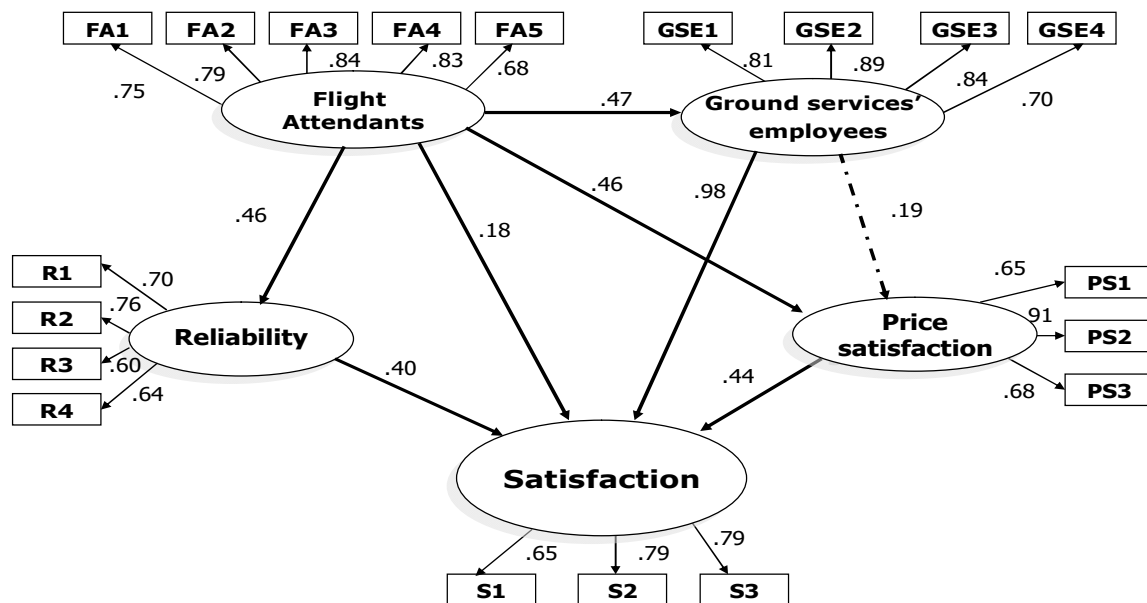 FA1 FA2 FA3 FA4 FA5 GSE1 GSE2 GSE3 GSE4
.75 .79 .84 .83 .68 .81 .89 .84 .70
Flight
Attendants
.47
Ground services’
employees
.46 .18 .46 .98 .19
R1 .70
R2 .76
R3 .60
R4 .64
Reliability
Price
satisfaction
.65 PS1
91 PS2
.68 PS3
.40 .44
Satisfaction
.65 .79 .79
S1 S2 S3